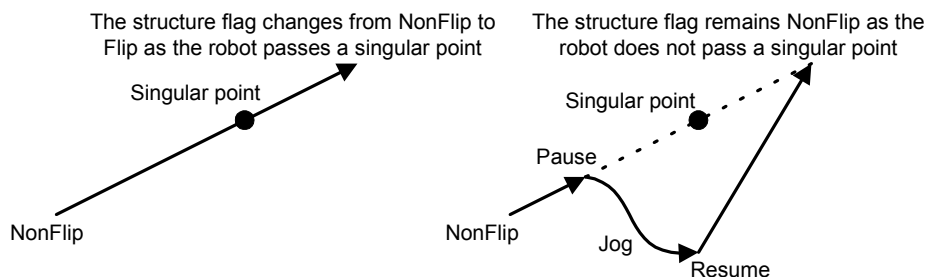 The structure flag changes from NonFlip to
Flip as the robot passes a singular point
Singular point
NonFlip
The structure flag remains NonFlip as the
robot does not pass a singular point
Singular point
Pause
NonFlip
Jog
Resume